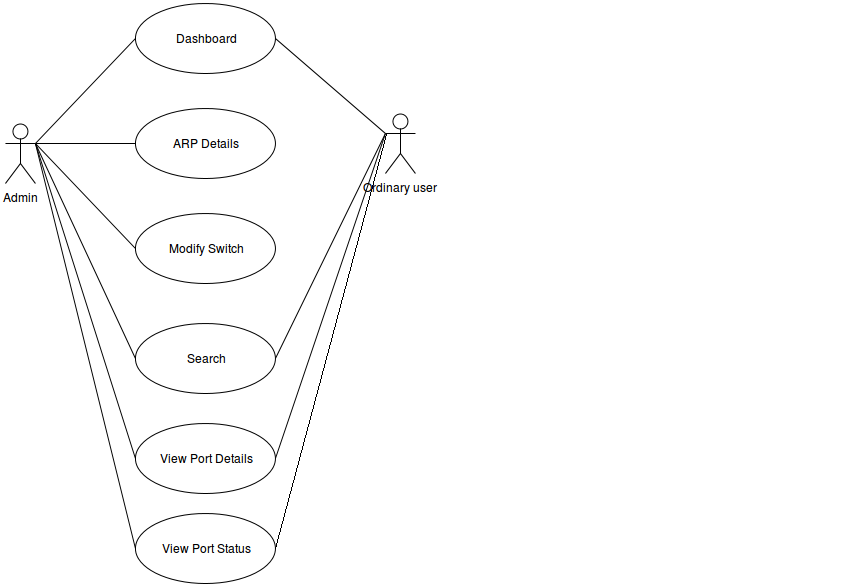 Dashboard
ARP Details
Admin
Ordinary user
Modify Switch
Search
View Port Details
View Port Status